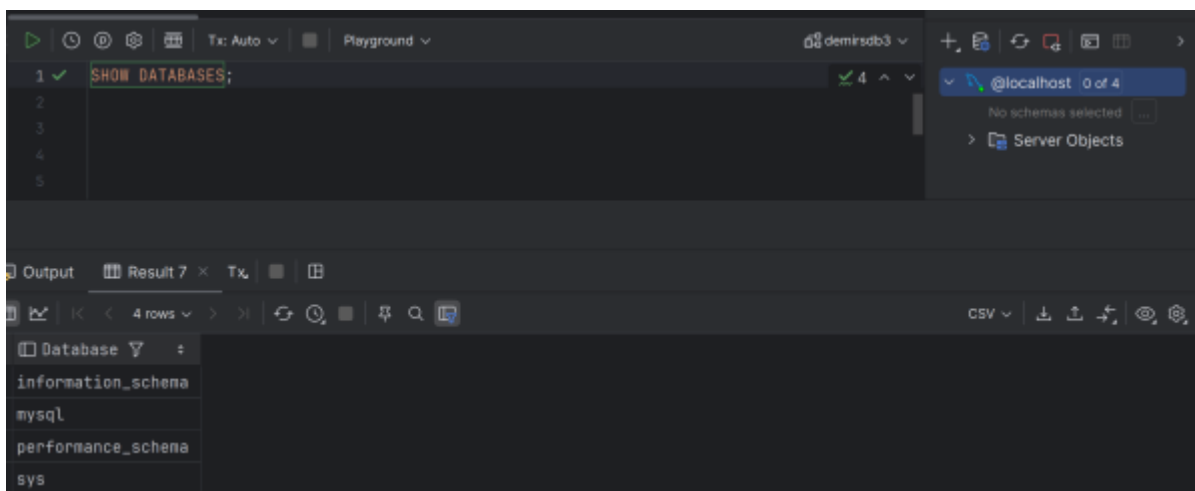 Tx: Auto
Playground
demirsdb3
1
SHOW DATABASES;
4
2
3
4
5
@localhost 0 of 4
No schemas selected ...
Server Objects
Output
Result 7
Tx
4 rows
CSV
Database
information_schema
mysql
performance_schema
sys